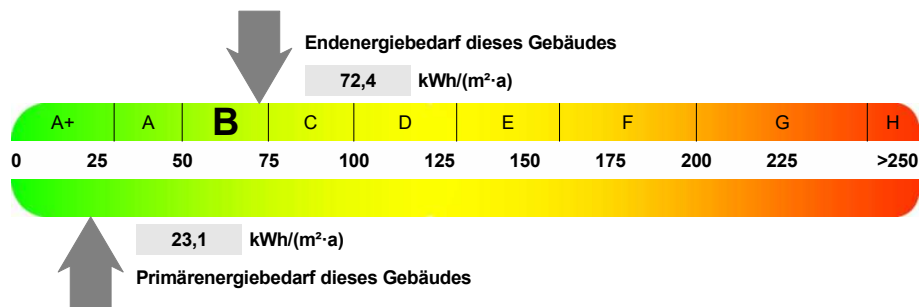 Endenergiebedarf dieses Gebäudes
72,4 kWh/(m²·a)
A+ A B C D E F G H
0 25 50 75 100 125 150 175 200 225 >250
23,1 kWh/(m²·a)
Primärenergiebedarf dieses Gebäudes